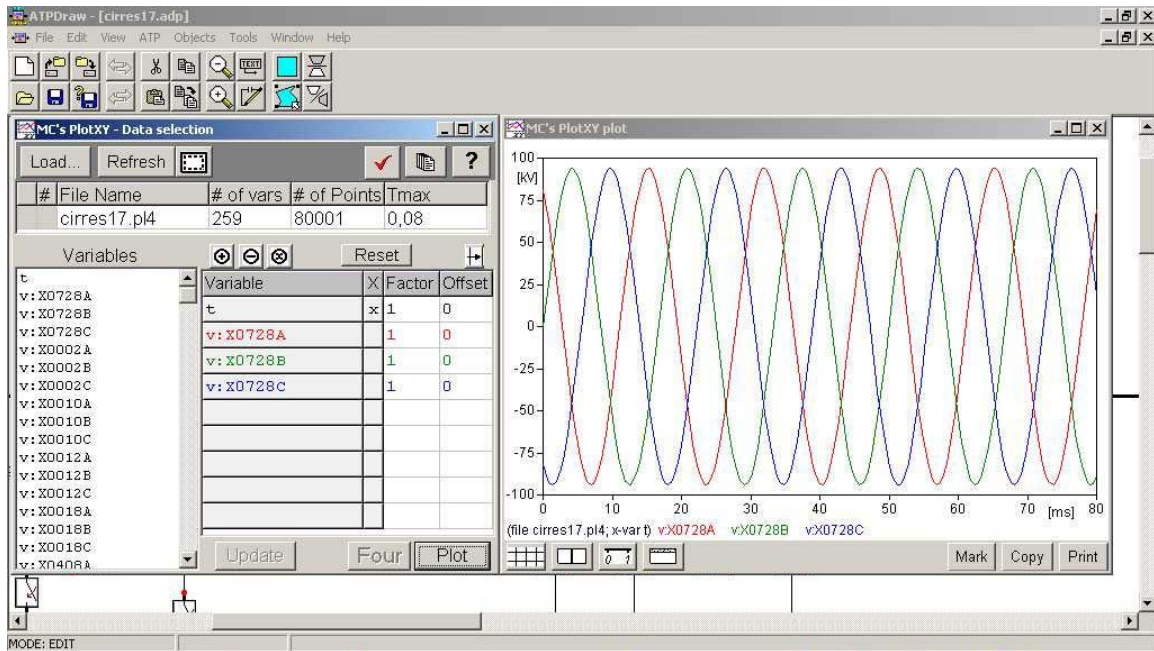 ATPDraw - [cirres17.adp]
File Edit View ATP Objects Tools Window Help
TEXT
MC's PlotXY - Data selection
Load... Refresh ?
# File Name # of vars # of Points Tmax
cirres17.pl4 259 80001 0,08
Variables Reset
t
v:X0728A
v:X0728B
v:X0728C
v:X0002A
v:X0002B
v:X0002C
v:X0010A
v:X0010B
v:X0010C
v:X0012A
v:X0012B
v:X0012C
v:X0018A
v:X0018B
v:X0018C
v:X0408A
Variable X Factor Offset
t x 1 0
v:X0728A 1 0
v:X0728B 1 0
v:X0728C 1 0
Update Four Plot
MC's PlotXY plot
100
[kV]
75
50
25
0
-25
-50
-75
-100
0 10 20 30 40 50 60 70 [ms] 80
(file cirres17.pl4; x-var t) v:X0728A v:X0728B v:X0728C
0 1 Mark Copy Print
MODE: EDIT